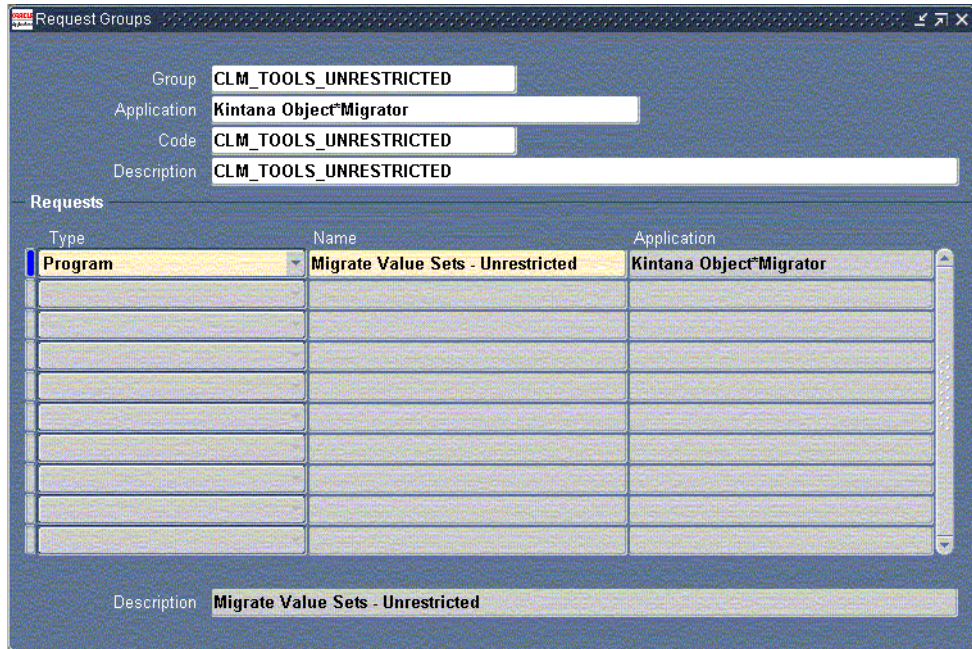 ORACLE Request Groups
Group CLM_TOOLS_UNRESTRICTED
Application Kintana Object*Migrator
Code CLM_TOOLS_UNRESTRICTED
Description CLM_TOOLS_UNRESTRICTED
Requests
Type Name Application
Program Migrate Value Sets - Unrestricted Kintana Object*Migrator
Description Migrate Value Sets - Unrestricted